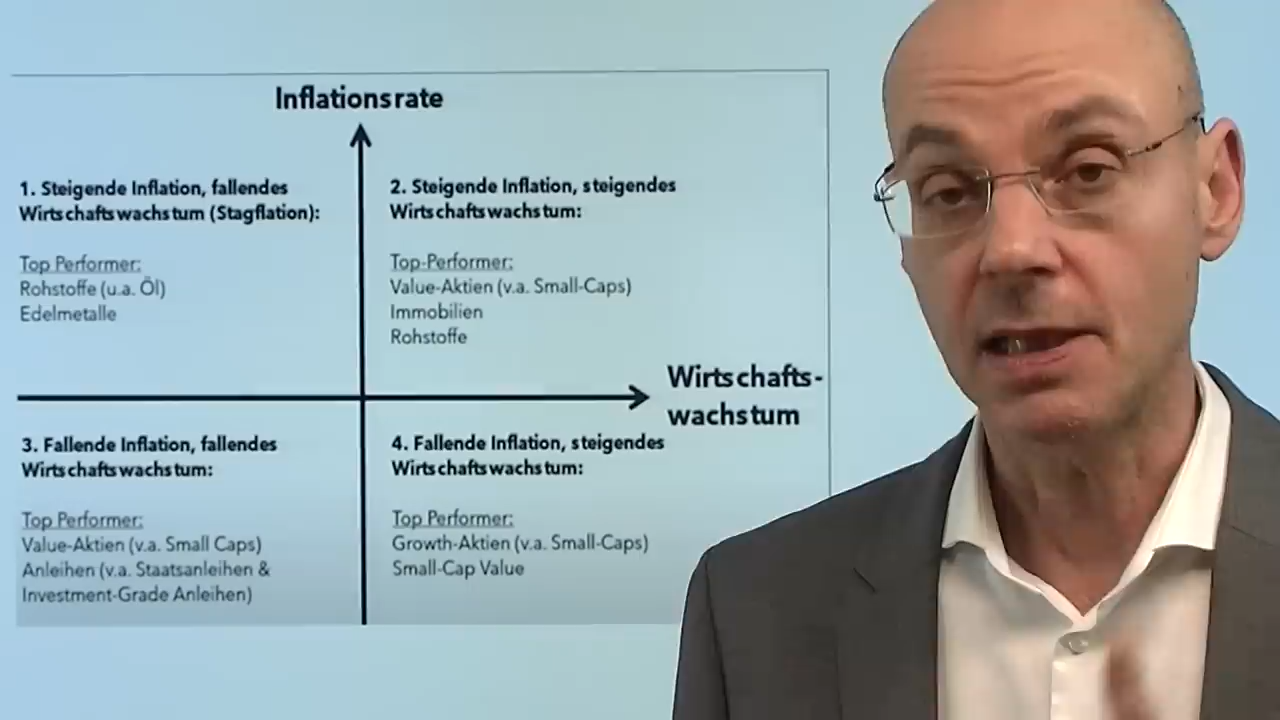 Inflationsrate
1. Steigende Inflation, fallendes
Wirtschaftswachstum (Stagflation):
Top Performer:
Rohstoffe (u.a. Öl)
Edelmetalle
2. Steigende Inflation, steigendes
Wirtschaftswachstum:
Top-Performer:
Value-Aktien (v.a. Small-Caps)
Immobilien
Rohstoffe
Wirtschafts-
wachstum
3. Fallende Inflation, fallendes
Wirtschaftswachstum:
Top Performer:
Value-Aktien (v.a. Small Caps)
Anleihen (v.a. Staatsanleihen &
Investment-Grade Anleihen)
4. Fallende Inflation, steigendes
Wirtschaftswachstum:
Top Performer:
Growth-Aktien (v.a. Small-Caps)
Small-Cap Value